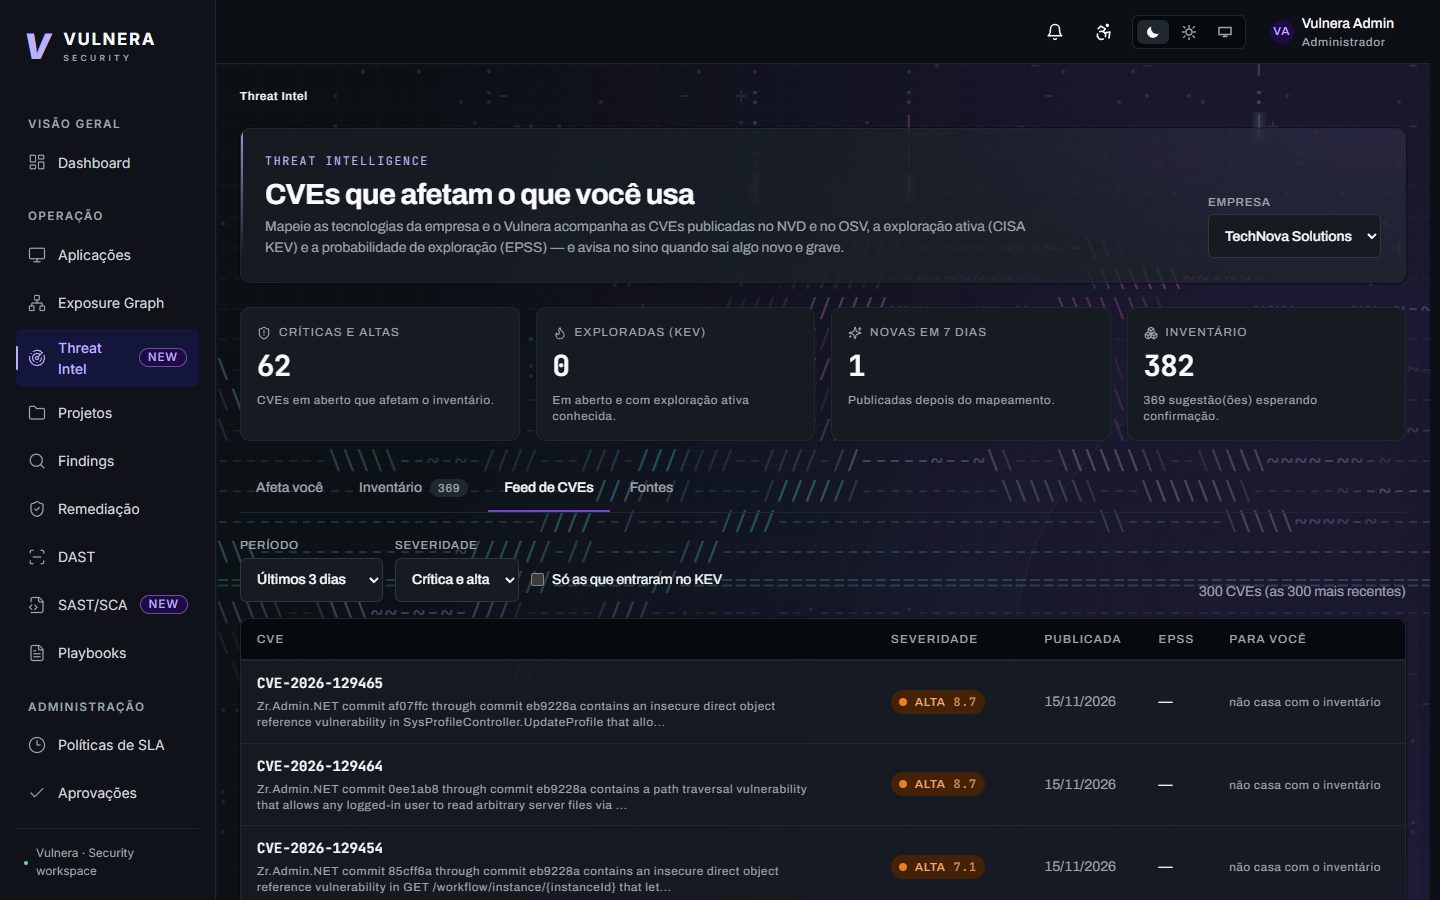 VULNERA
SECURITY
VISÃO GERAL
Dashboard
OPERAÇÃO
Aplicações
Exposure Graph
Threat Intel
NEW
Projetos
Findings
Remediação
DAST
SAST/SCA
NEW
Playbooks
ADMINISTRAÇÃO
Políticas de SLA
Aprovações
Vulnera · Security
workspace
VA
Vulnera Admin
Administrador
Threat Intel
THREAT INTELLIGENCE
CVEs que afetam o que você usa
Mapeie as tecnologias da empresa e o Vulnera acompanha as CVEs publicadas no NVD e no OSV, a exploração ativa (CISA
KEV) e a probabilidade de exploração (EPSS) — e avisa no sino quando sai algo novo e grave.
EMPRESA
TechNova Solutions
CRÍTICAS E ALTAS
62
CVEs em aberto que afetam o inventário.
EXPLORADAS (KEV)
0
Em aberto e com exploração ativa
conhecida.
NOVAS EM 7 DIAS
1
Publicadas depois do mapeamento.
INVENTÁRIO
382
369 sugestão(ões) esperando
confirmação.
Afeta você
Inventário 369
Feed de CVEs
Fontes
PERÍODO
Últimos 3 dias
SEVERIDADE
Crítica e alta
Só as que entraram no KEV
300 CVEs (as 300 mais recentes)
CVE SEVERIDADE PUBLICADA EPSS PARA VOCÊ
CVE-2026-129465
Zr.Admin.NET commit af07ffc through commit eb9228a contains an insecure direct object
reference vulnerability in SysProfileController.UpdateProfile that allo...
ALTA 8.7
15/11/2026
—
não casa com o inventário
CVE-2026-129464
Zr.Admin.NET commit 0ee1ab8 through commit eb9228a contains a path traversal vulnerability
that allows any logged-in user to read arbitrary server files via ...
ALTA 8.7
15/11/2026
—
não casa com o inventário
CVE-2026-129454
Zr.Admin.NET commit 85cff6a through commit eb9228a contains an insecure direct object
reference vulnerability in GET /workflow/instance/{instanceId} that let...
ALTA 7.1
15/11/2026
—
não casa com o inventário